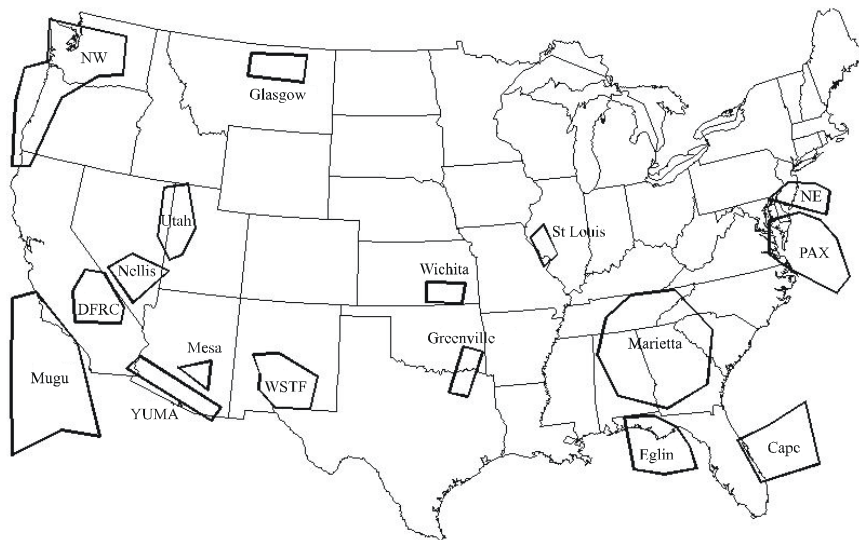 NW
Glasgow
NE
Utah
St Louis
PAX
Nellis
Wichita
DFRC
Greenville
Mesa
Marietta
Mugu
WSTF
YUMA
Eglin
Cape